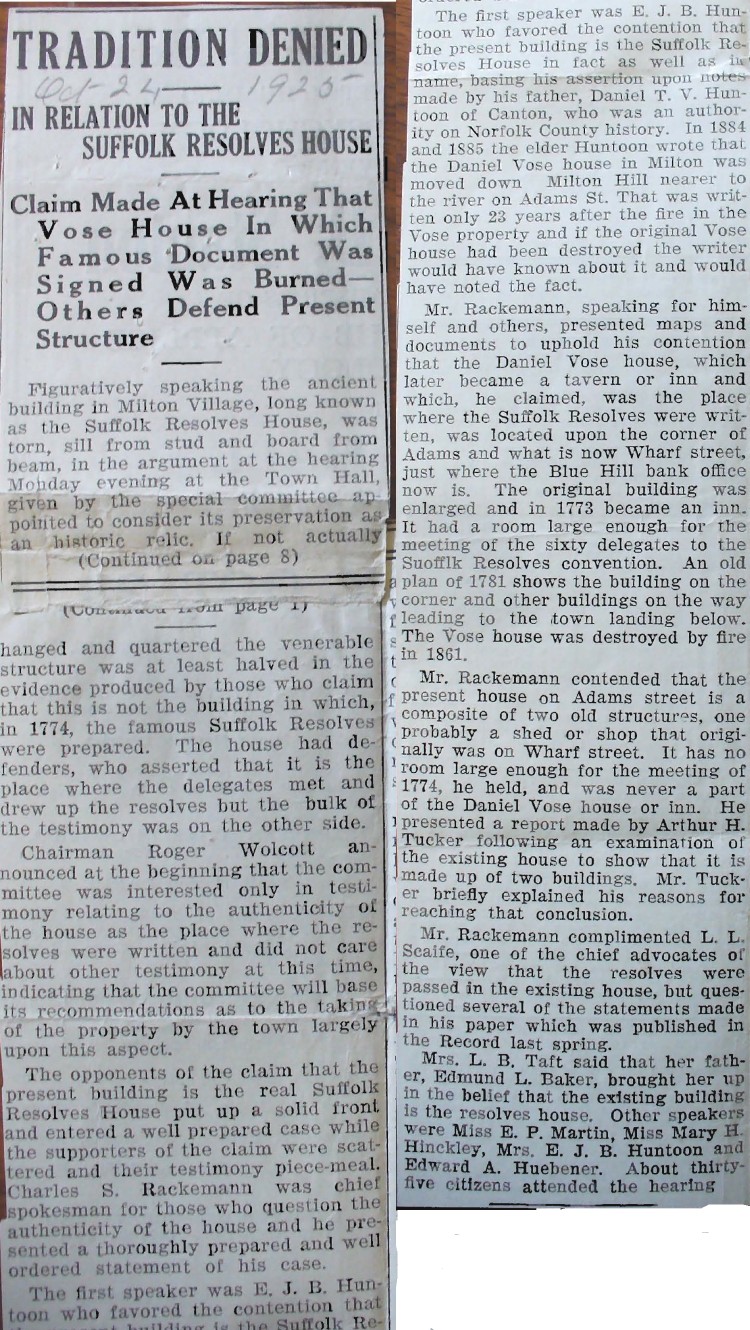 TRADITION DENIED
Oct 24 1925
IN RELATION TO THE
SUFFOLK RESOLVES HOUSE
Claim Made At Hearing That
Vose House In Which
Famous Document Was
Signed Was Burned—
Others Defend Present
Structure
Figuratively speaking the ancient
building in Milton Village, long known
as the Suffolk Resolves House, was
torn, sill from stud and board from
beam, in the argument at the hearing
Monday evening at the Town Hall,
given by the special committee ap-
pointed to consider its preservation as
an historic relic. If not actually
(Continued on page 8)
(Continued from page 1)
hanged and quartered the venerable
structure was at least halved in the
evidence produced by those who claim
that this is not the building in which,
in 1774, the famous Suffolk Resolves
were prepared. The house had de-
fenders, who asserted that it is the
place where the delegates met and
drew up the resolves but the bulk of
the testimony was on the other side.
Chairman Roger Wolcott an-
nounced at the beginning that the com-
mittee was interested only in testi-
mony relating to the authenticity of
the house as the place where the re-
solves were written and did not care
about other testimony at this time,
indicating that the committee will base
its recommendations as to the taking
of the property by the town largely
upon this aspect.
The opponents of the claim that the
present building is the real Suffolk
Resolves House put up a solid front
and entered a well prepared case while
the supporters of the claim were scat-
tered and their testimony piece-meal.
Charles S. Rackemann was chief
spokesman for those who question the
authenticity of the house and he pre-
sented a thoroughly prepared and well
ordered statement of his case.
The first speaker was E. J. B. Hun-
toon who favored the contention that
building is the Suffolk Re-
The first speaker was E. J. B. Hun-
toon who favored the contention that
the present building is the Suffolk Re-
solves House in fact as well as in
name, basing his assertion upon notes
made by his father, Daniel T. V. Hun-
toon of Canton, who was an author-
ity on Norfolk County history. In 1884
and 1885 the elder Huntoon wrote that
the Daniel Vose house in Milton was
moved down Milton Hill nearer to
the river on Adams St. That was writ-
ten only 23 years after the fire in the
Vose property and if the original Vose
house had been destroyed the writer
would have known about it and would
have noted the fact.
Mr. Rackemann, speaking for him-
self and others, presented maps and
documents to uphold his contention
that the Daniel Vose house, which
later became a tavern or inn and
which, he claimed, was the place
where the Suffolk Resolves were writ-
ten, was located upon the corner of
Adams and what is now Wharf street,
just where the Blue Hill bank office
now is. The original building was
enlarged and in 1773 became an inn.
It had a room large enough for the
meeting of the sixty delegates to the
Suofflk Resolves convention. An old
plan of 1781 shows the building on the
corner and other buildings on the way
leading to the town landing below.
The Vose house was destroyed by fire
in 1861.
Mr. Rackemann contended that the
present house on Adams street is a
composite of two old structures, one
probably a shed or shop that origi-
nally was on Wharf street. It has no
room large enough for the meeting of
1774, he held, and was never a part
of the Daniel Vose house or inn. He
presented a report made by Arthur H.
Tucker following an examination of
the existing house to show that it is
made up of two buildings. Mr. Tuck-
er briefly explained his reasons for
reaching that conclusion.
Mr. Rackemann complimented L. L.
Scaife, one of the chief advocates of
the view that the resolves were
passed in the existing house, but ques-
tioned several of the statements made
in his paper which was published in
the Record last spring.
Mrs. L. B. Taft said that her fath-
er, Edmund L. Baker, brought her up
in the belief that the existing building
is the resolves house. Other speakers
were Miss E. P. Martin, Miss Mary H.
Hinckley, Mrs. E. J. B. Huntoon and
Edward A. Huebener. About thirty-
five citizens attended the hearing